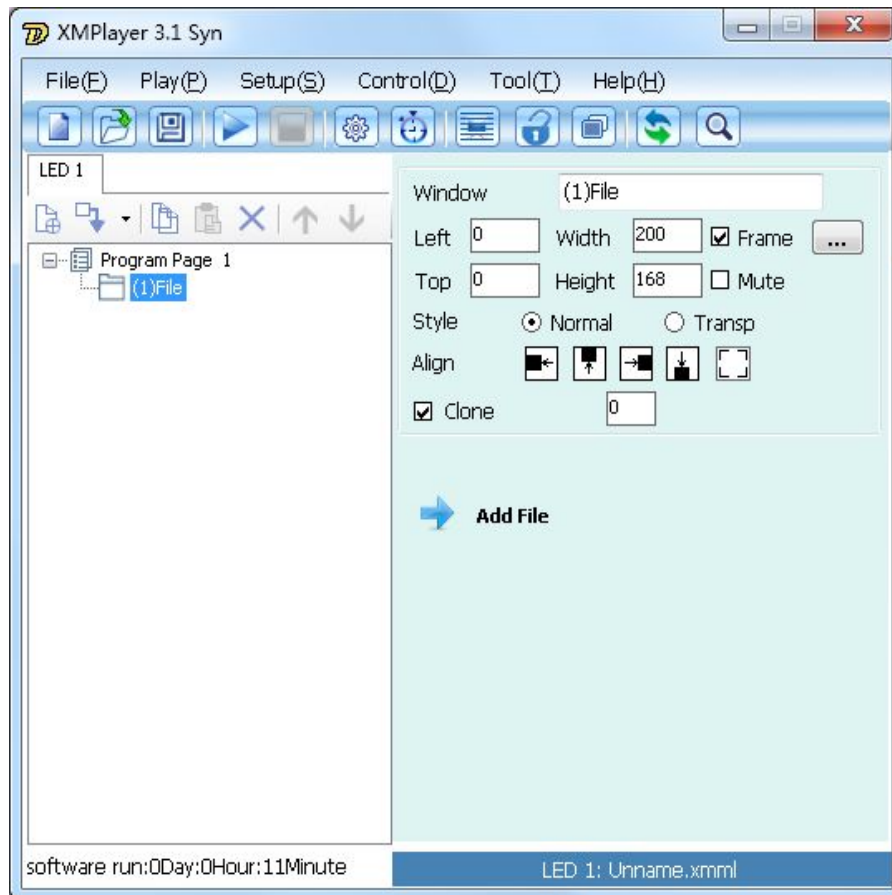 XMPlayer 3.1 Syn
File(F) Play(P) Setup(S) Control(D) Tool(T) Help(H)
LED 1
Program Page 1
(1)File
Window (1)File
Left 0 Width 200 Frame ...
Top 0 Height 168 Mute
Style Normal Transp
Align
Clone 0
Add File
software run:0Day:0Hour:11Minute
LED 1: Unname.xmml